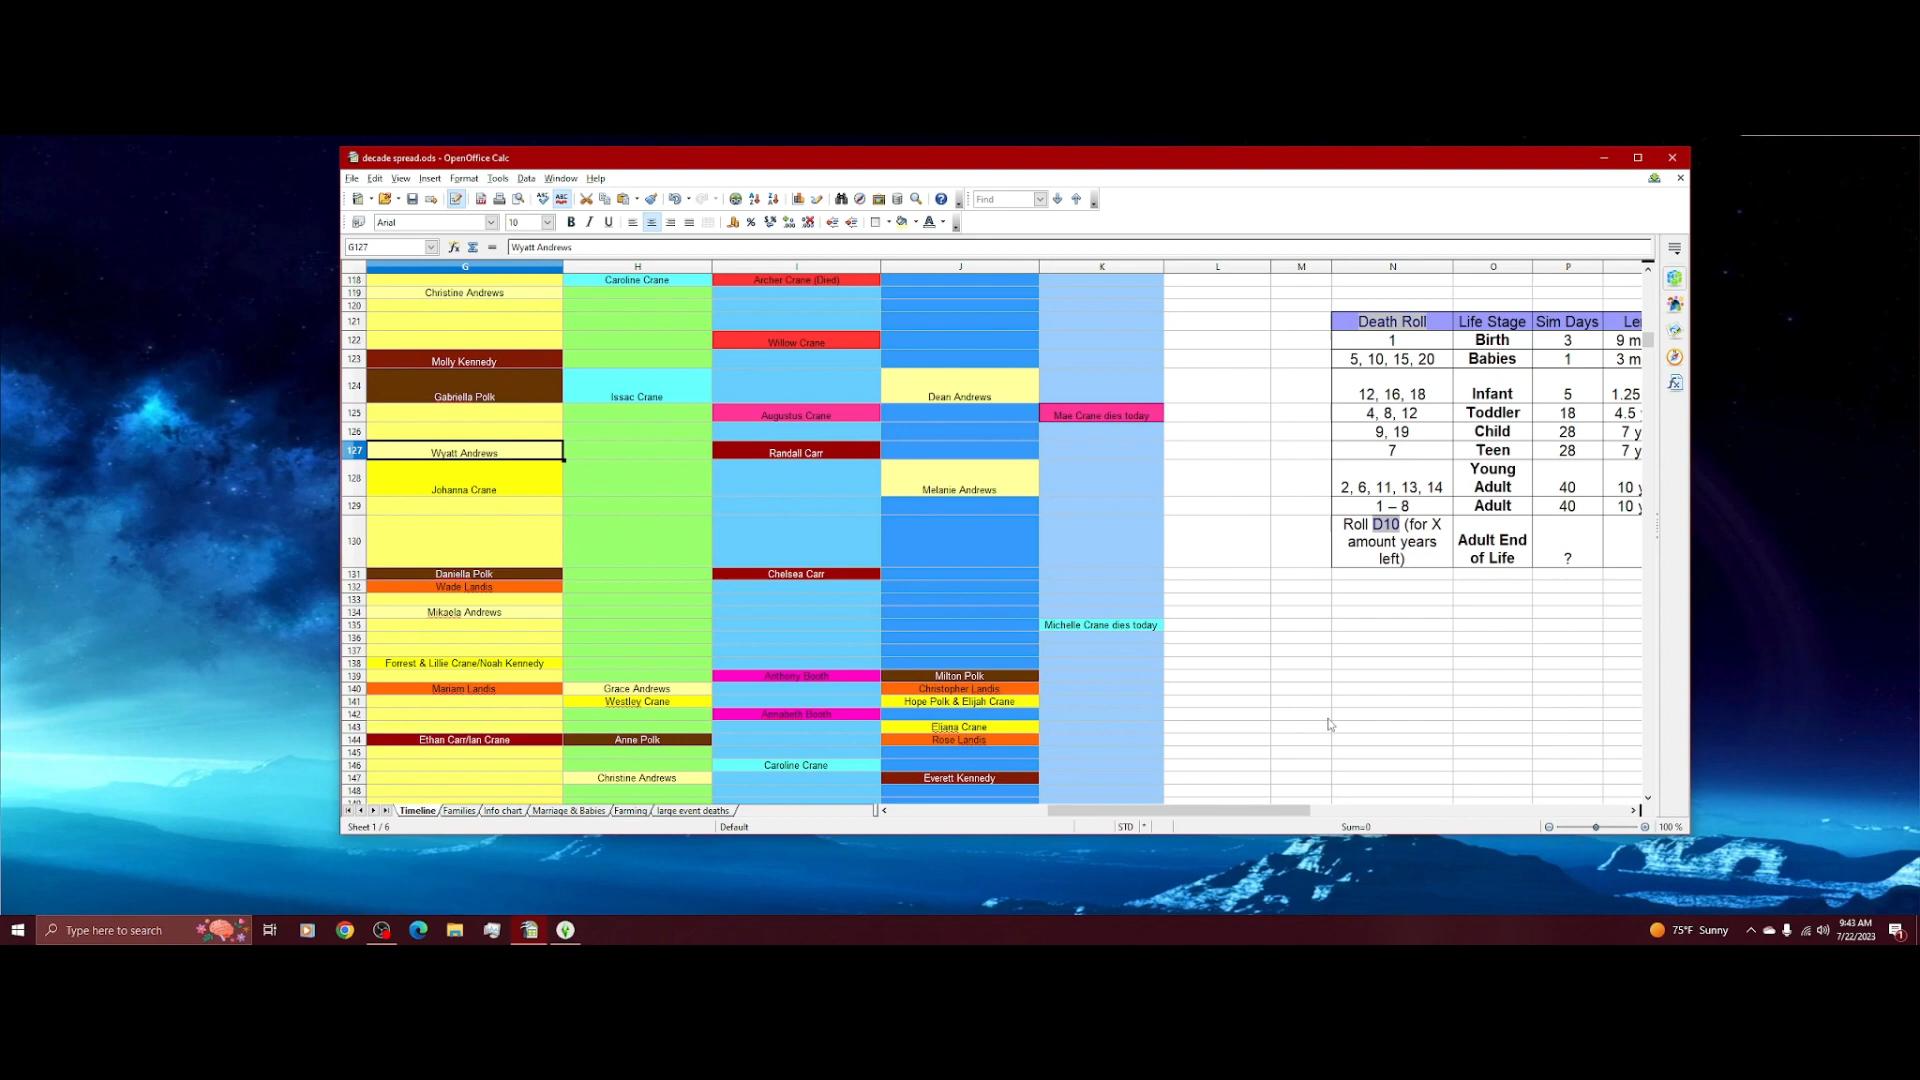 decade spread.ods - OpenOffice Calc
File Edit View Insert Format Tools Data Window Help
Find
Arial 10 B I U
G127 Wyatt Andrews
G H I J K L M N O P
118 Caroline Crane Archer Crane (Died)
119 Christine Andrews
120
121 Death Roll Life Stage Sim Days Le
122 Willow Crane 1 Birth 3 9 m
123 Molly Kennedy 5, 10, 15, 20 Babies 1 3 m
124 Gabriella Polk Issac Crane Dean Andrews 12, 16, 18 Infant 5 1.25
125 Augustus Crane Mae Crane dies today 4, 8, 12 Toddler 18 4.5
126 9, 19 Child 28 7 y
127 Wyatt Andrews Randall Carr 7 Teen 28 7 y
128 Johanna Crane Melanie Andrews 2, 6, 11, 13, 14 Young Adult 40 10 y
129 1 – 8 Adult 40 10 y
130 Roll D10 (for X amount years left) Adult End of Life ?
131 Daniella Polk Chelsea Carr
132 Wade Landis
133
134 Mikaela Andrews
135 Michelle Crane dies today
136
137
138 Forrest & Lillie Crane/Noah Kennedy
139 Anthony Booth Milton Polk
140 Mariam Landis Grace Andrews Christopher Landis
141 Westley Crane Hope Polk & Elijah Crane
142 Annabeth Booth
143 Eliana Crane
144 Ethan Carr/Ian Crane Anne Polk Rose Landis
145
146 Caroline Crane
147 Christine Andrews Everett Kennedy
148
Timeline Families Info chart Marriage & Babies Farming large event deaths
Sheet 1 / 6 Default STD * Sum=0 100 %
Type here to search 75°F Sunny 9:43 AM
7/22/2023